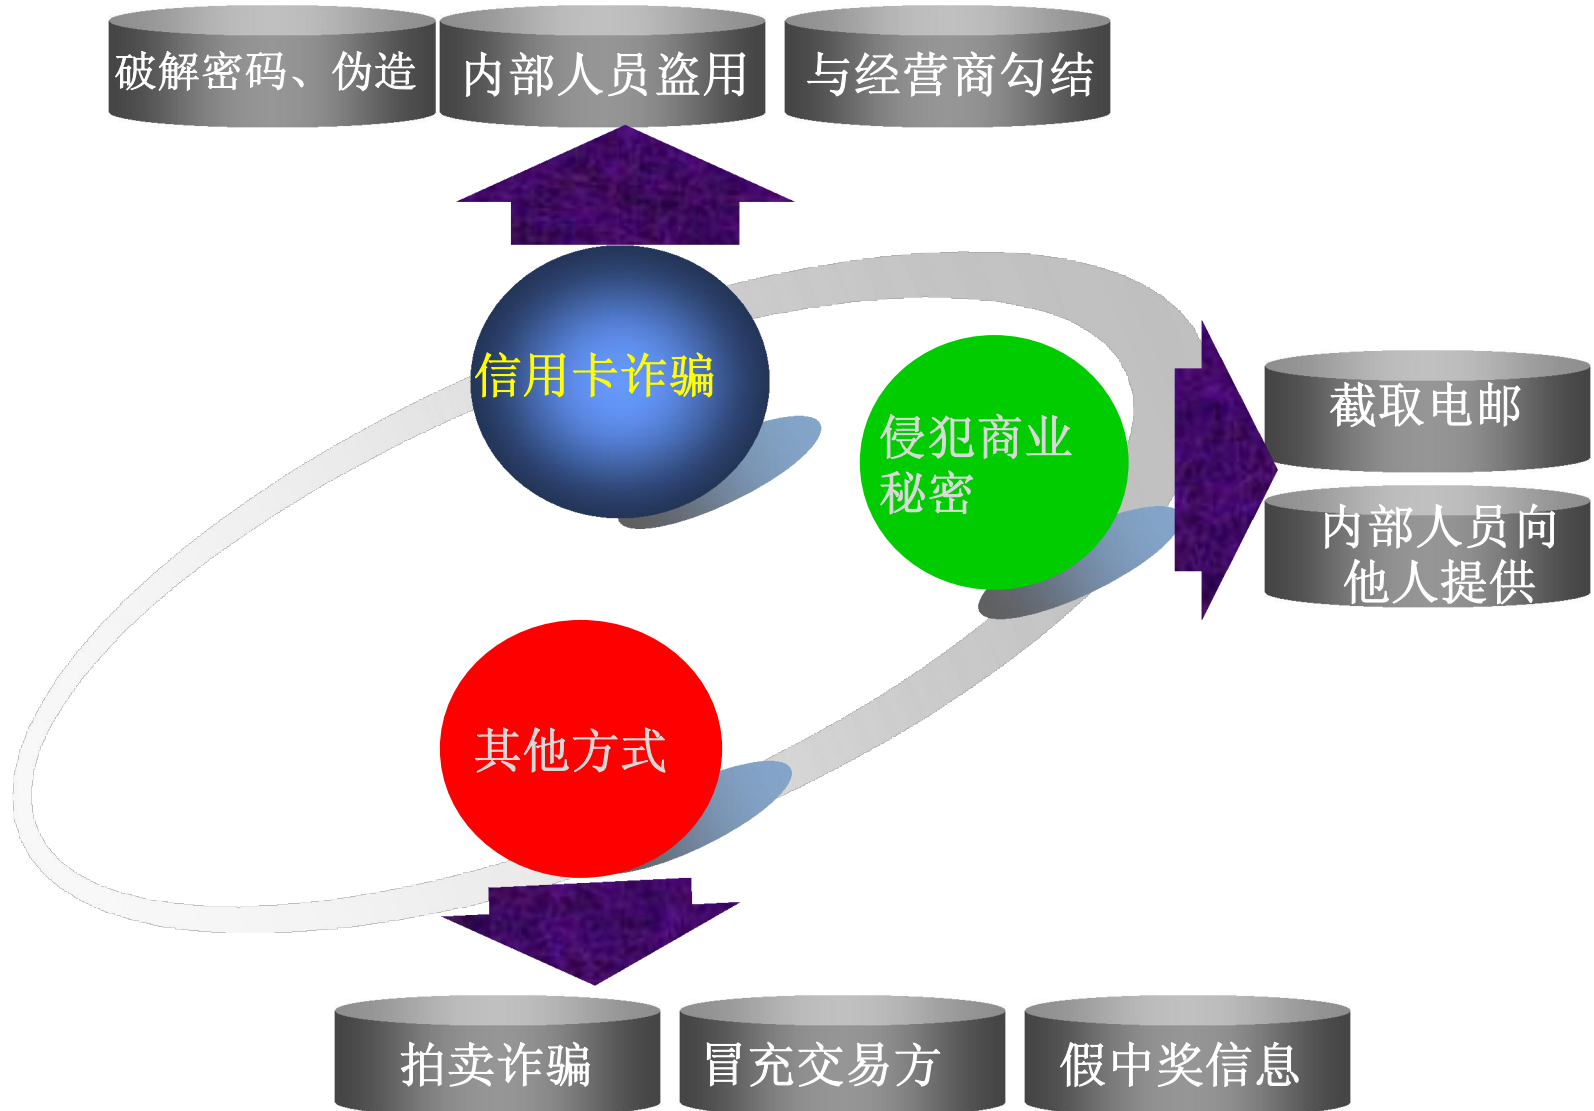 破解密码、伪造
内部人员盗用
与经营商勾结
信用卡诈骗
侵犯商业
秘密
截取电邮
内部人员向
他人提供
其他方式
拍卖诈骗
冒充交易方
假中奖信息